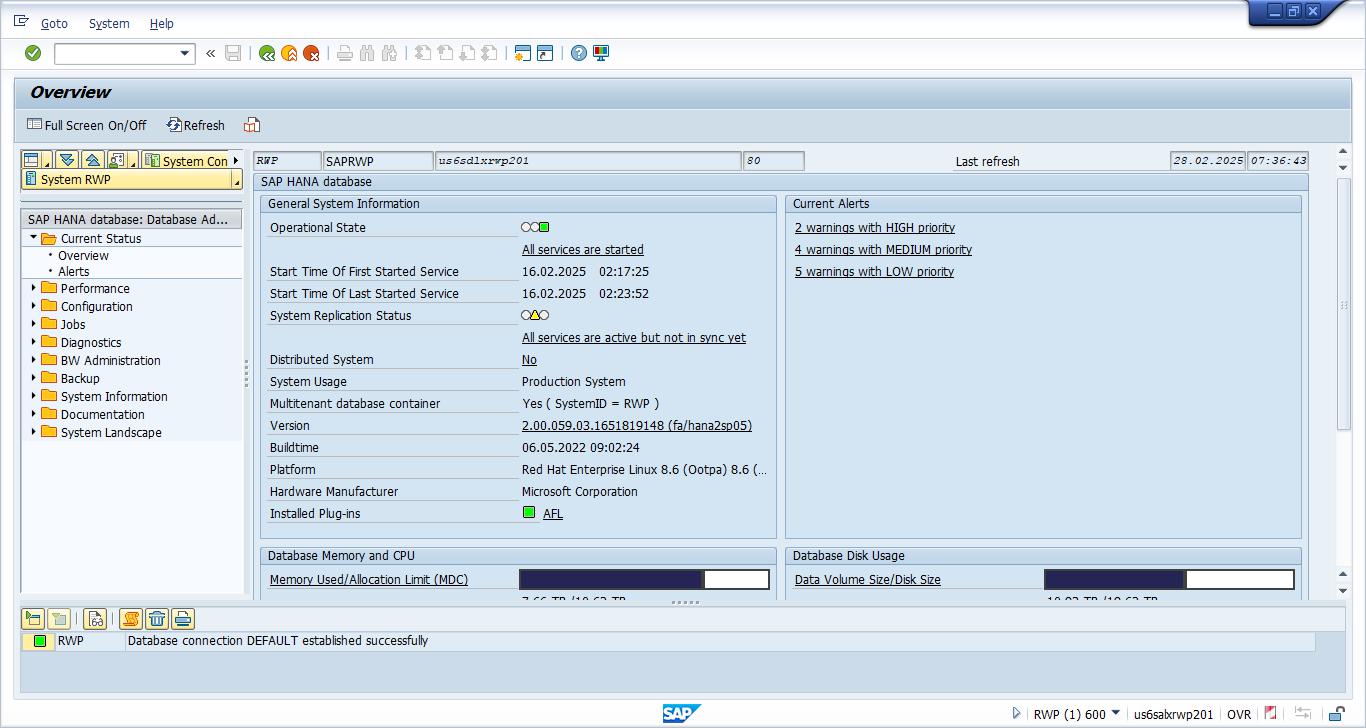 Goto System Help
Overview
Full Screen On/Off Refresh
System Con RWP SAPRWP us6sdlxrwp201 80 Last refresh 28.02.2025 07:36:43
System RWP
SAP HANA database
SAP HANA database: Database Ad...
Current Status
Overview
Alerts
Performance
Configuration
Jobs
Diagnostics
BW Administration
Backup
System Information
Documentation
System Landscape
General System Information
Operational State
All services are started
Start Time Of First Started Service 16.02.2025 02:17:25
Start Time Of Last Started Service 16.02.2025 02:23:52
System Replication Status
All services are active but not in sync yet
Distributed System No
System Usage Production System
Multitenant database container Yes ( SystemID = RWP )
Version 2.00.059.03.1651819148 (fa/hana2sp05)
Buildtime 06.05.2022 09:02:24
Platform Red Hat Enterprise Linux 8.6 (Ootpa) 8.6 (...
Hardware Manufacturer Microsoft Corporation
Installed Plug-ins AFL
Current Alerts
2 warnings with HIGH priority
4 warnings with MEDIUM priority
5 warnings with LOW priority
Database Memory and CPU
Memory Used/Allocation Limit (MDC)
Database Disk Usage
Data Volume Size/Disk Size
RWP Database connection DEFAULT established successfully
SAP RWP (1) 600 us6salxrwp201 OVR